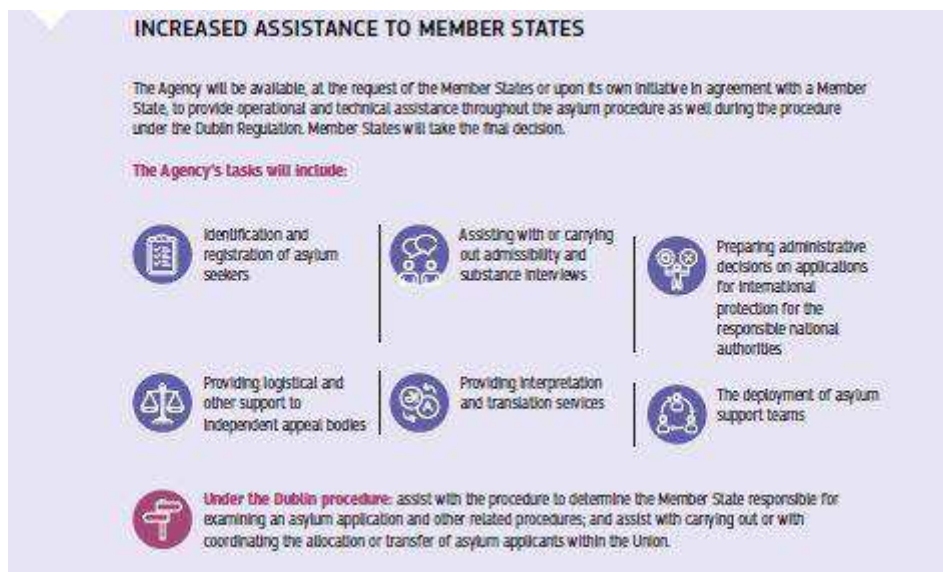 INCREASED ASSISTANCE TO MEMBER STATES
The Agency will be available, at the request of the Member States or upon its own initiative in agreement with a Member
State, to provide operational and technical assistance throughout the asylum procedure as well during the procedure
under the Dublin Regulation. Member States will take the final decision.
The Agency's tasks will include:
Identification and
registration of asylum
seekers
Assisting with or carrying
out admissibility and
substance interviews
Preparing administrative
decisions on applications
for international
protection for the
responsible national
authorities
Providing logistical and
other support to
independent appeal bodies
Providing interpretation
and translation services
The deployment of asylum
support teams
Under the Dublin procedure: assist with the procedure to determine the Member State responsible for
examining an asylum application and other related procedures; and assist with carrying out or with
coordinating the allocation or transfer of asylum applicants within the Union.